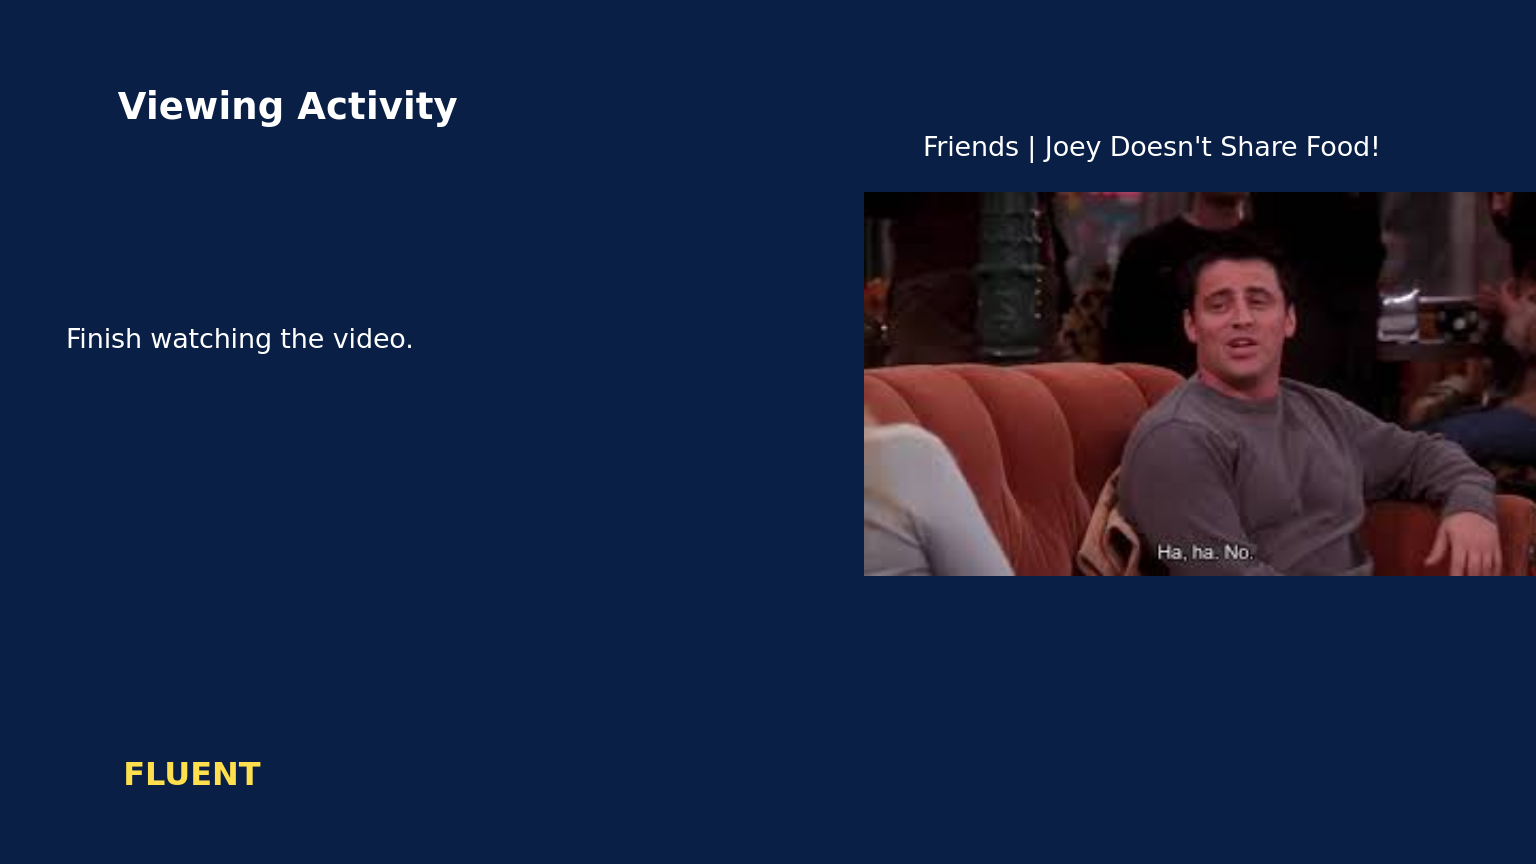 Viewing Activity
Friends | Joey Doesn't Share Food!
Finish watching the video.
Ha, ha. No.
FLUENT